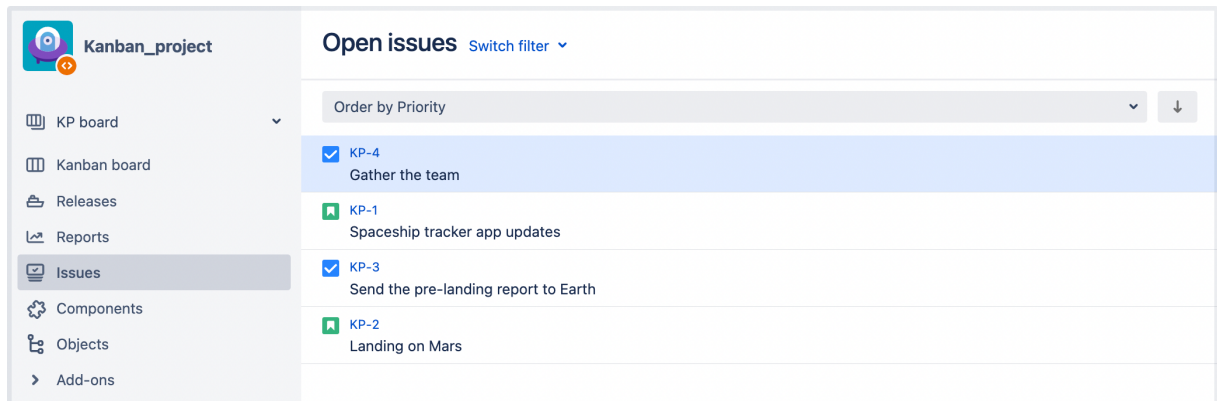 Kanban_project
KP board
Kanban board
Releases
Reports
Issues
Components
Objects
Add-ons
Open issues Switch filter
Order by Priority
KP-4
Gather the team
KP-1
Spaceship tracker app updates
KP-3
Send the pre-landing report to Earth
KP-2
Landing on Mars